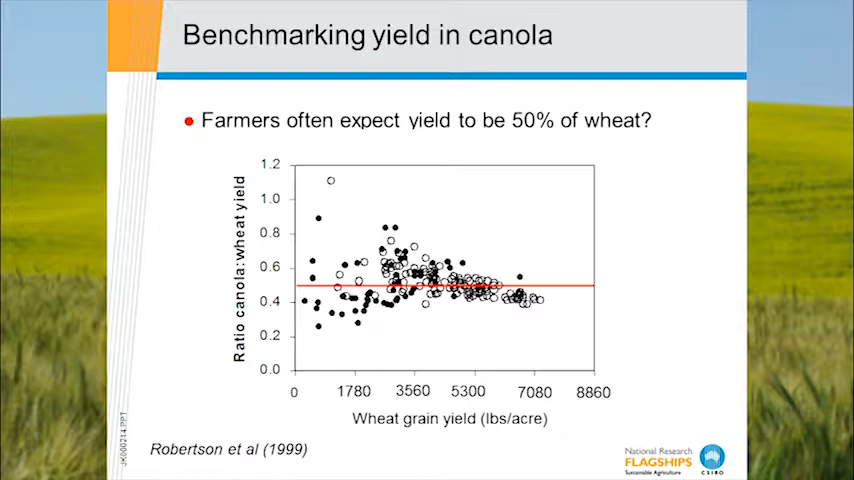 Benchmarking yield in canola
Farmers often expect yield to be 50% of wheat?
1.2
1.0
0.8
0.6
0.4
0.2
0.0
Ratio canola:wheat yield
0 1780 3560 5300 7080 8860
Wheat grain yield (lbs/acre)
JK000214.PPT
Robertson et al (1999)
National Research
FLAGSHIPS
Sustainable Agriculture
CSIRO